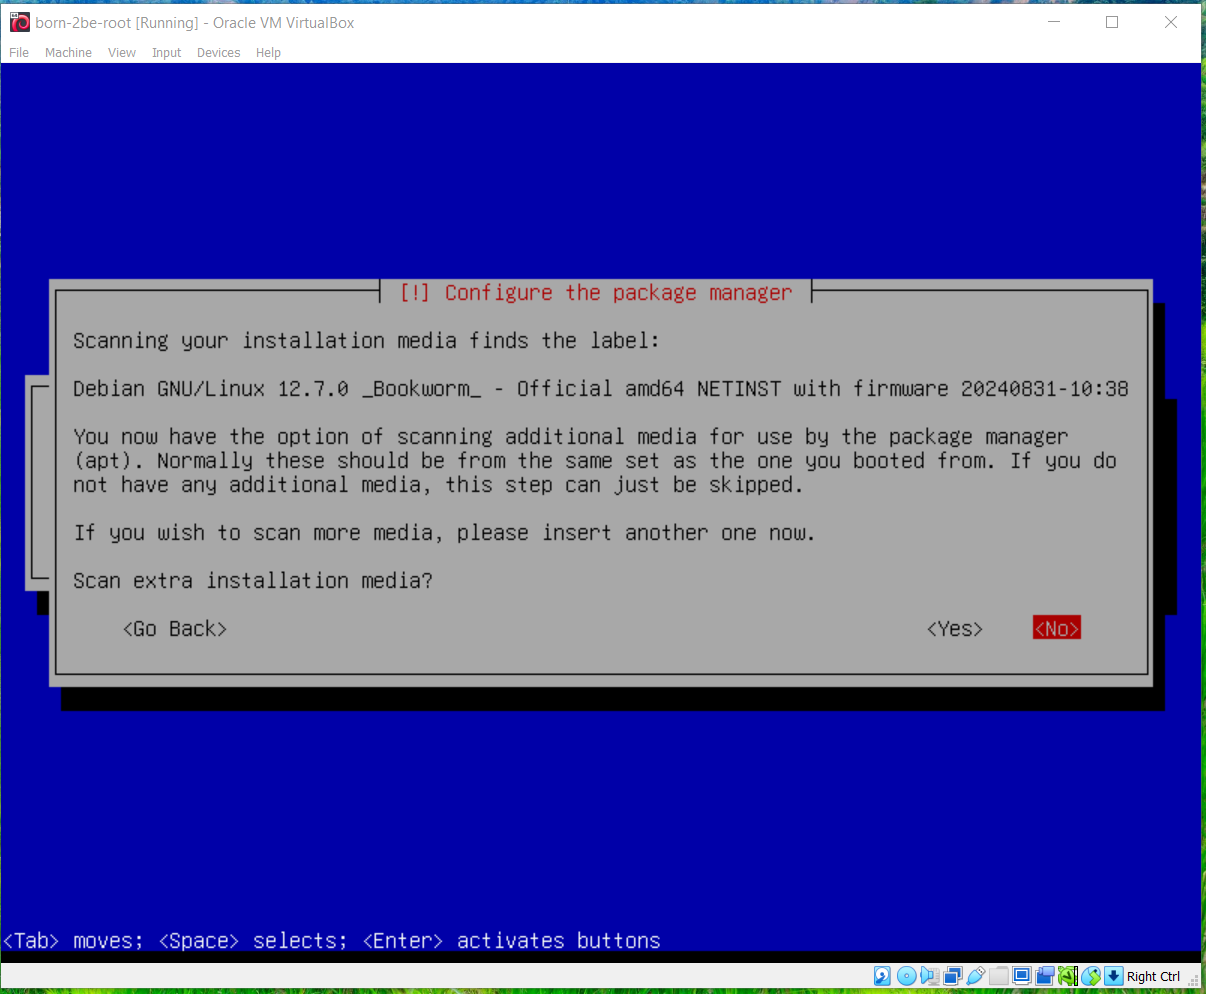 born-2be-root [Running] - Oracle VM VirtualBox
File Machine View Input Devices Help
[!] Configure the package manager
Scanning your installation media finds the label:
Debian GNU/Linux 12.7.0 _Bookworm_ - Official amd64 NETINST with firmware 20240831-10:38
You now have the option of scanning additional media for use by the package manager
(apt). Normally these should be from the same set as the one you booted from. If you do
not have any additional media, this step can just be skipped.
If you wish to scan more media, please insert another one now.
Scan extra installation media?
<Go Back> <Yes> <No>
<Tab> moves; <Space> selects; <Enter> activates buttons
Right Ctrl